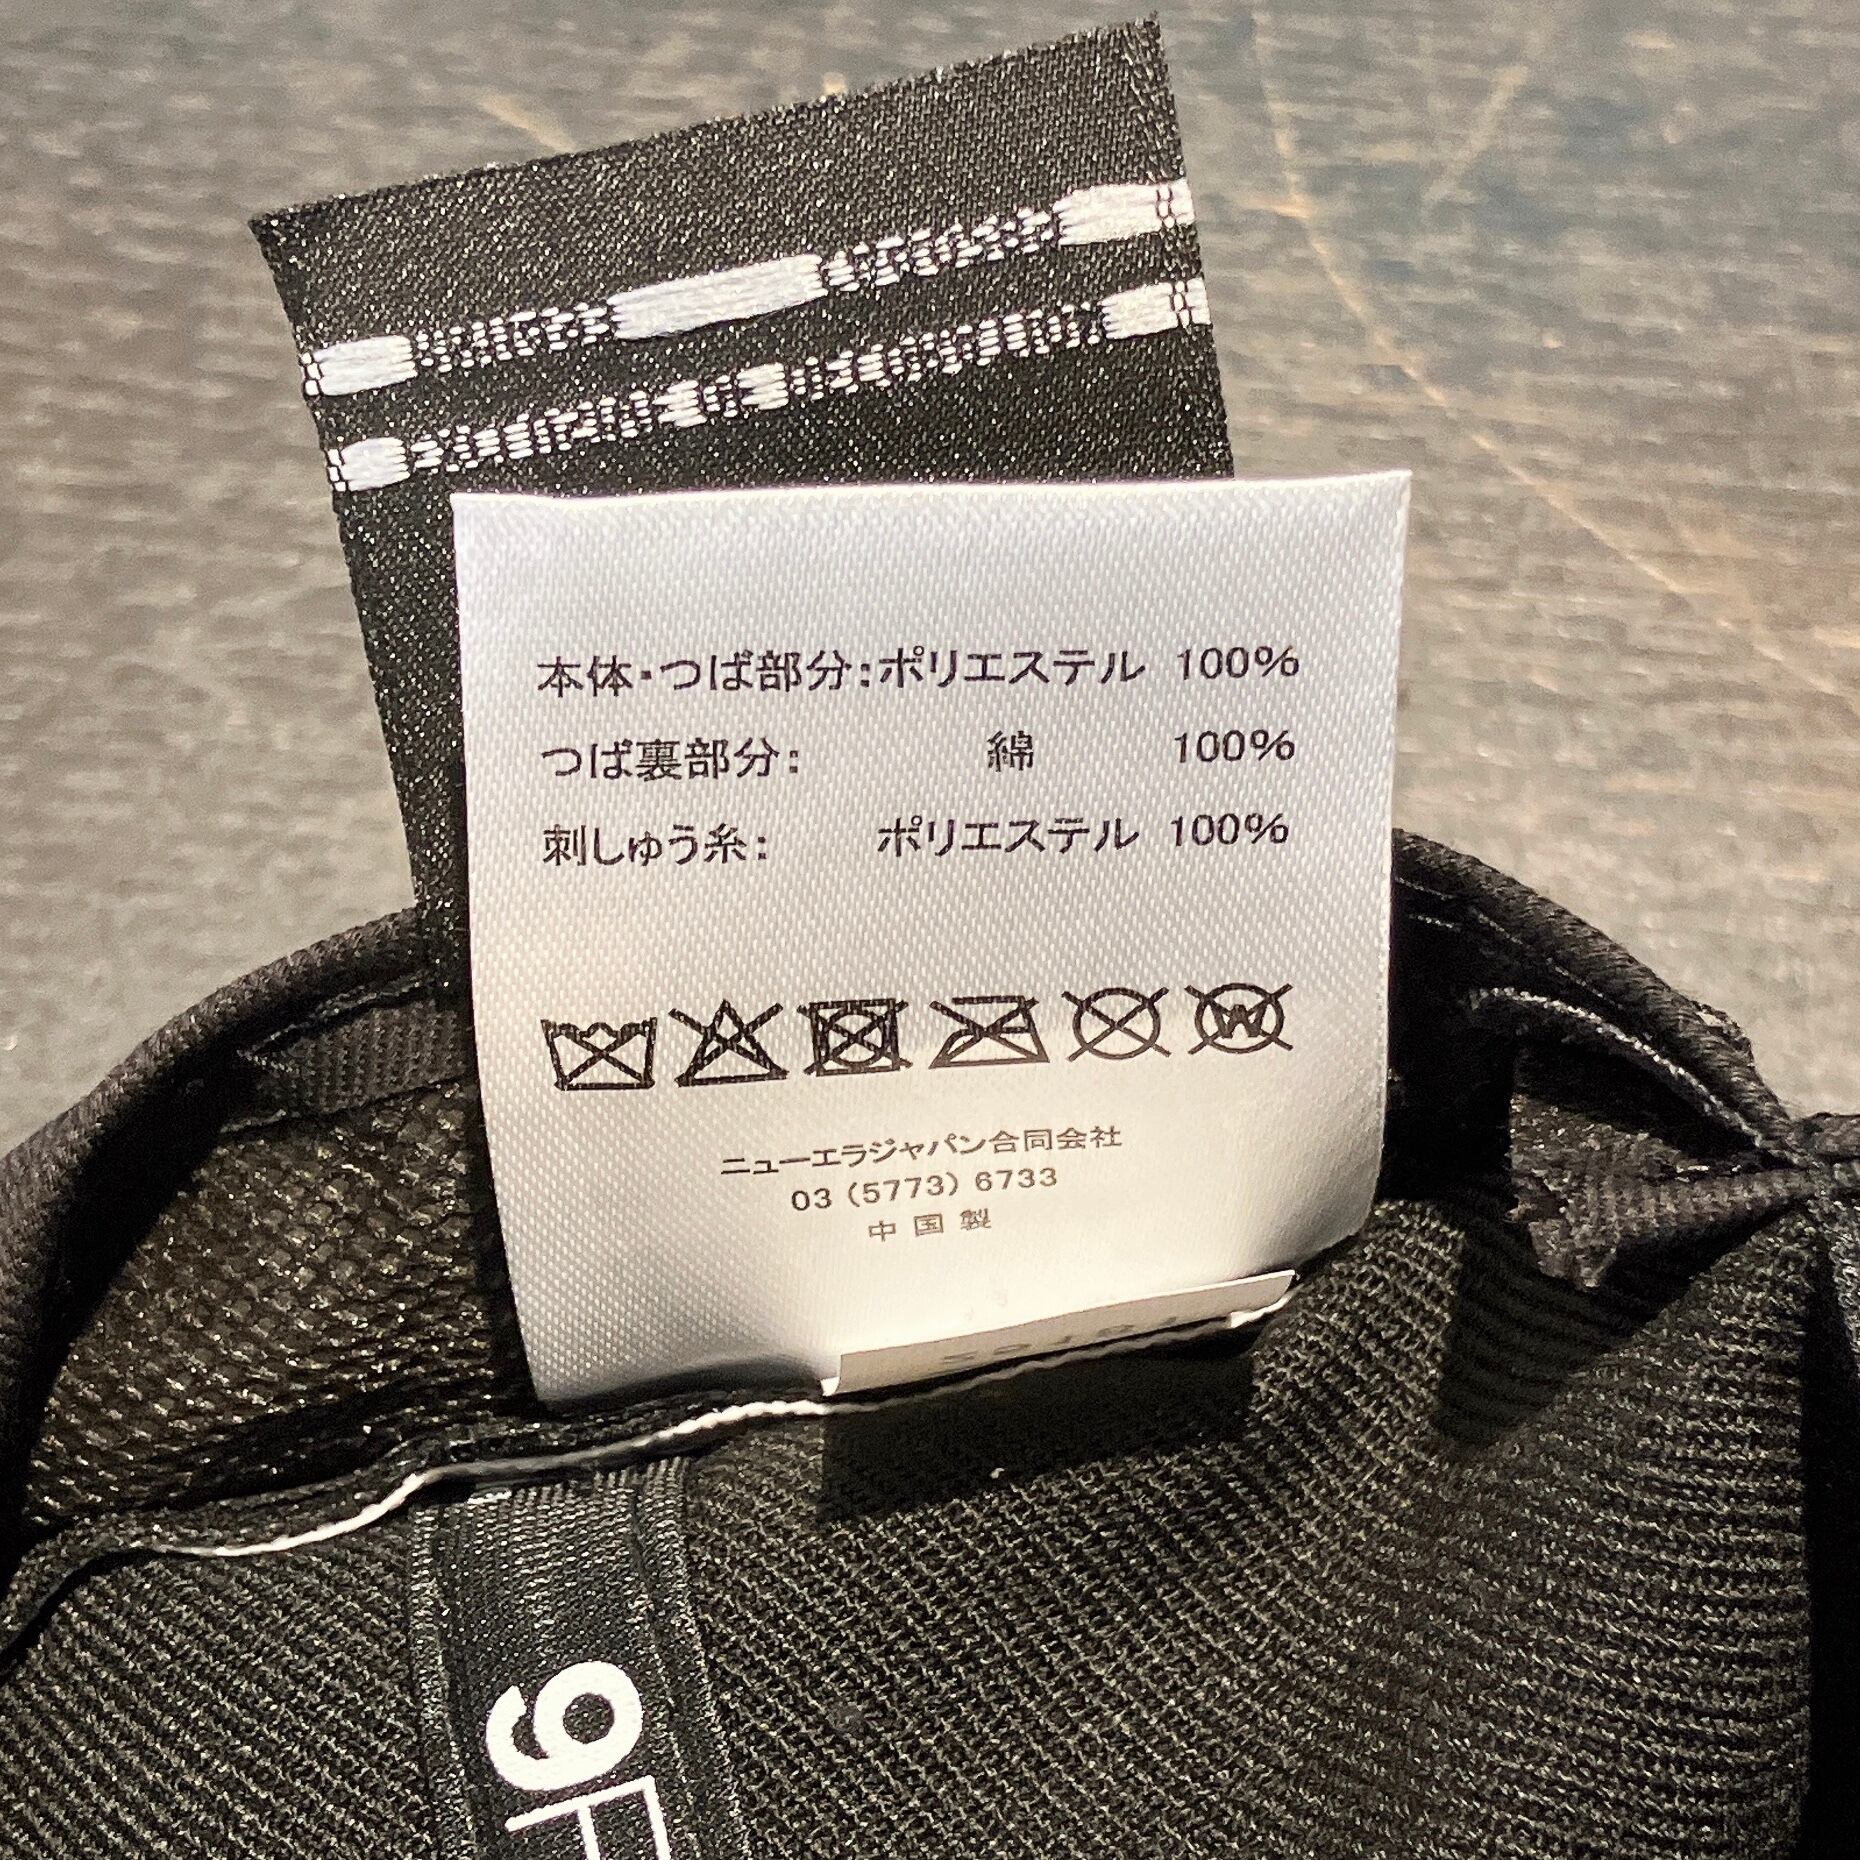 本体・つば部分：ポリエステル 100%
つば裏部分： 綿 100%
刺しゅう糸： ポリエステル 100%
W
ニューエラジャパン合同会社
03 (5773) 6733
中国製
9F